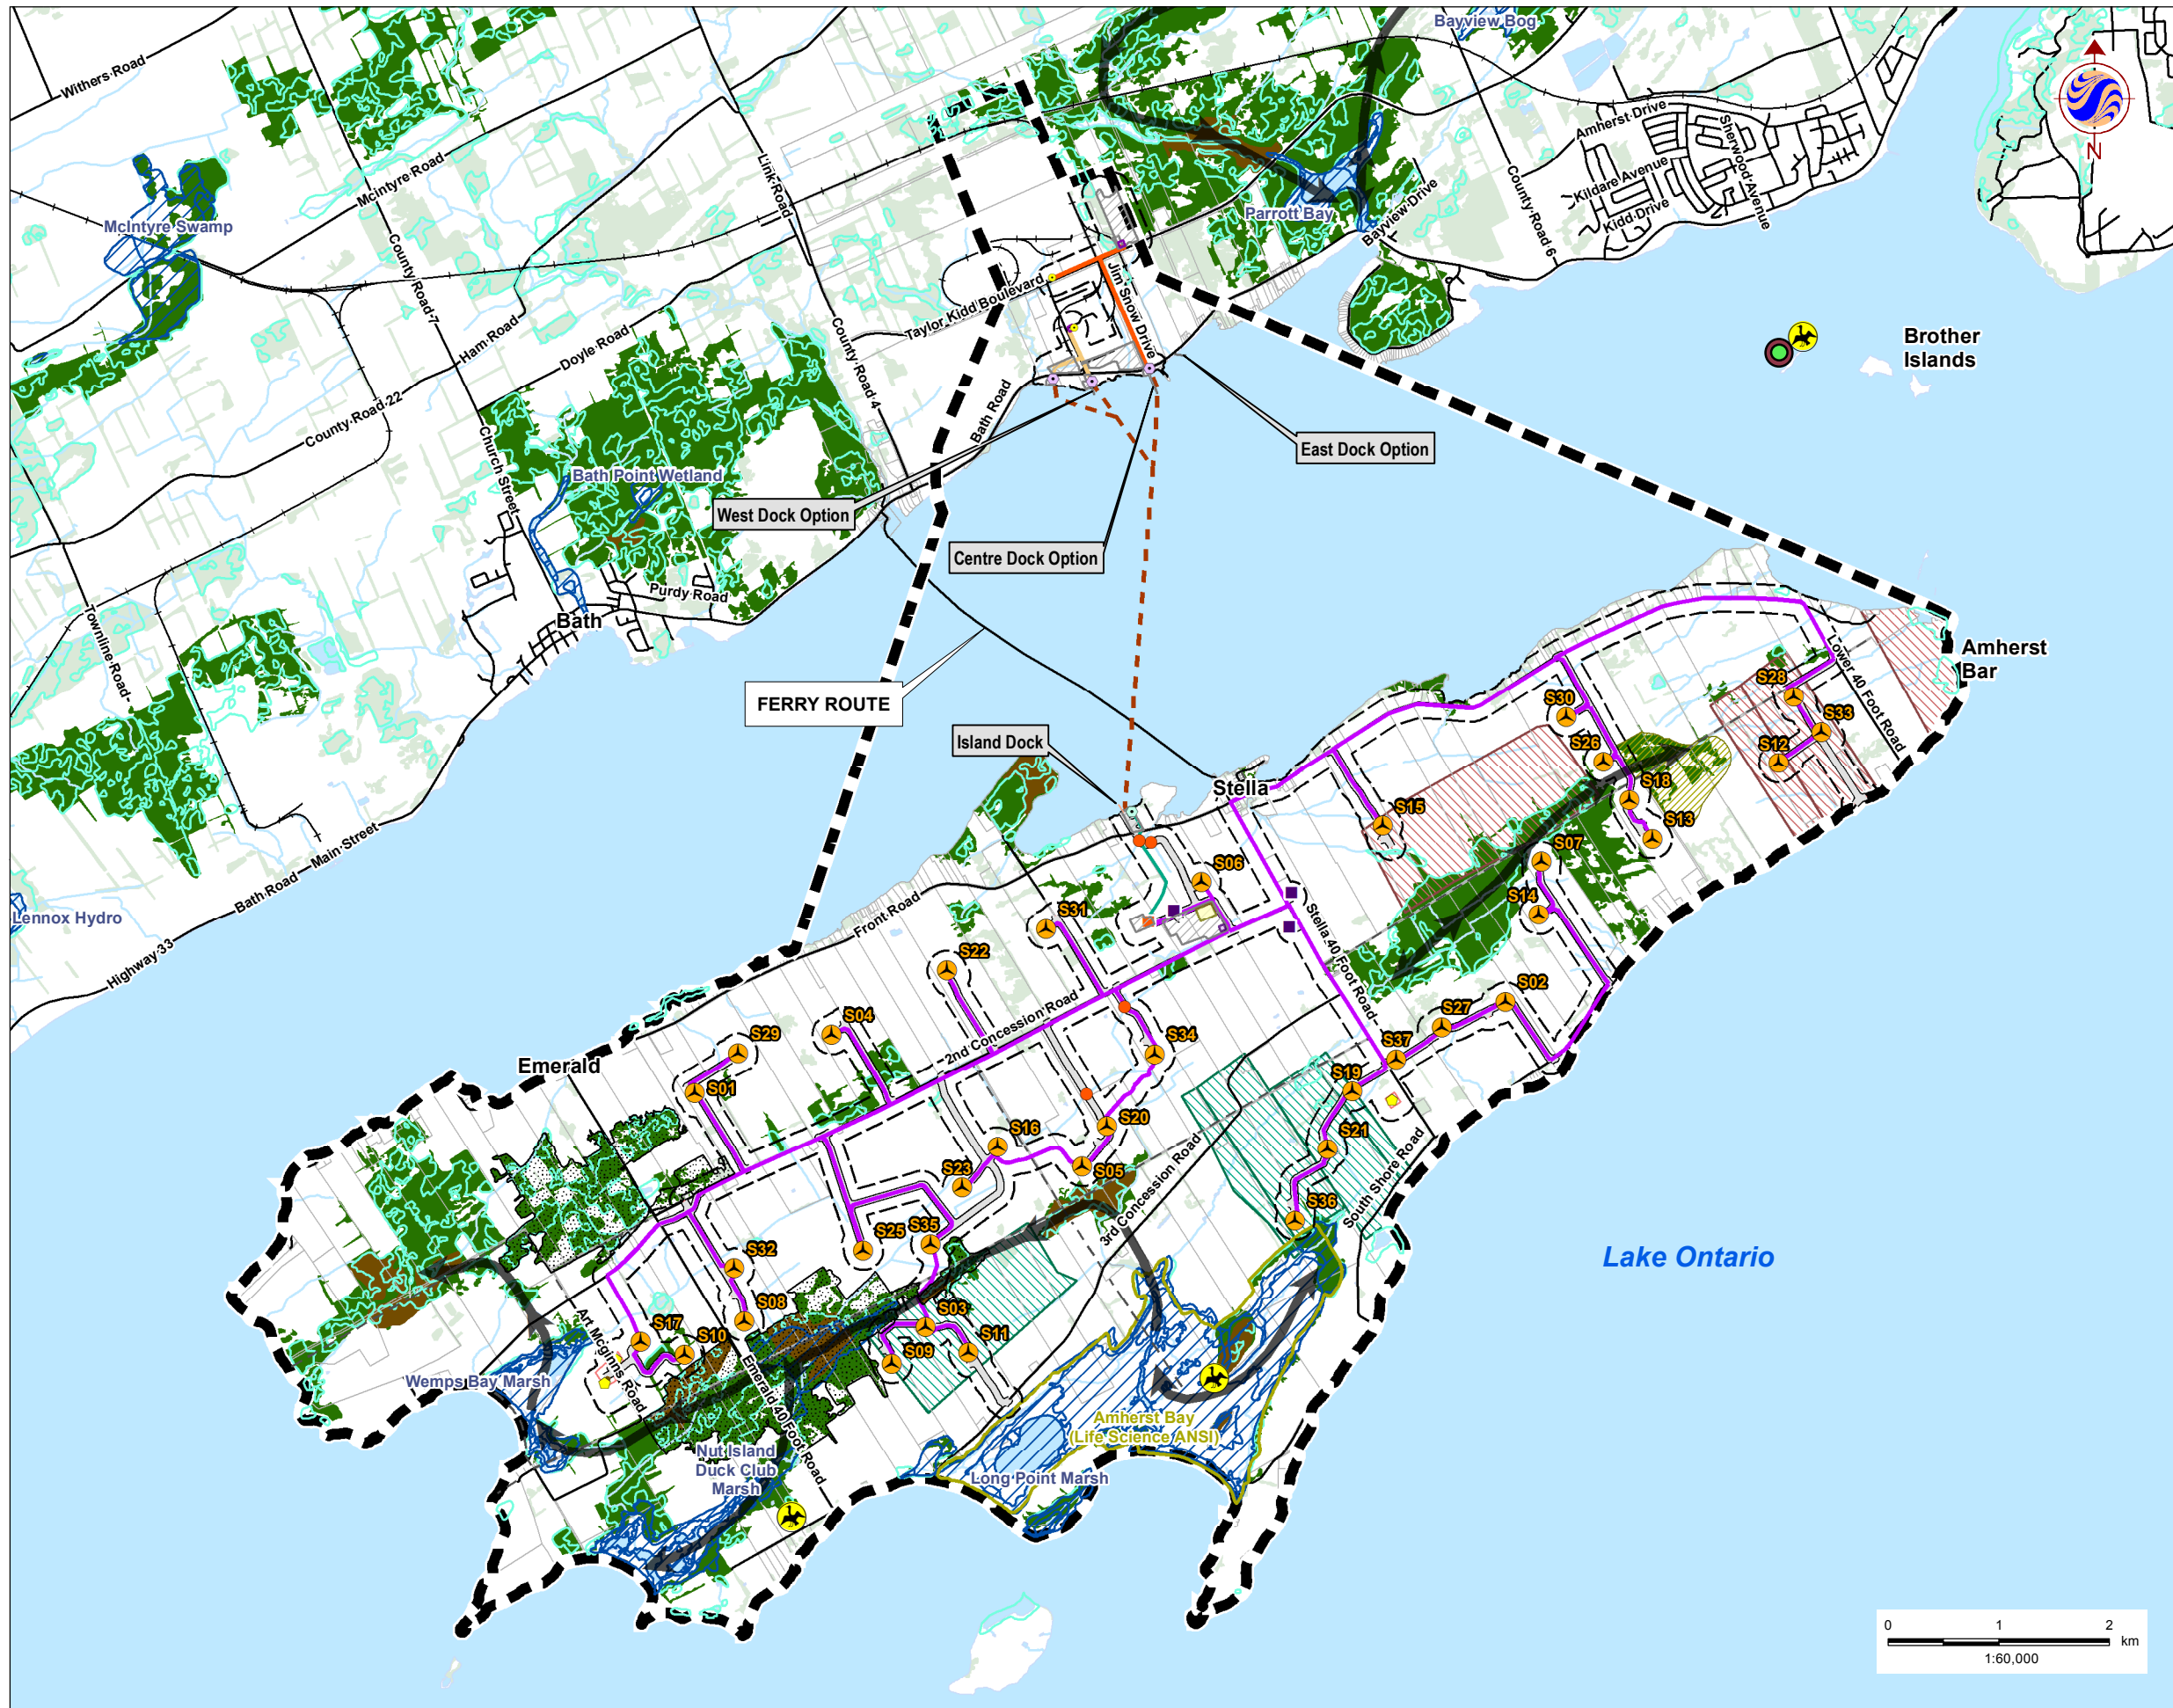 Bayview Bog
Withers Road
N
Amherst Drive
Sherwood Avenue
McIntyre Road
Link Road
Kildare Avenue
County Road 6
Kidd Drive
McIntyre Swamp
Parrott Bay
Bayview Drive
County Road 7
Jim Snow Drive
Taylor Kidd Boulevard
Ham Road
Doyle Road
County Road 4
Brother
Islands
Bath Road
County Road 22
Church Street
East Dock Option
Bath Point Wetland
West Dock Option
Centre Dock Option
Purdy Road
Bath
Townline Road
FERRY ROUTE
Amherst
Bar
Lower 40 Foot Road
S28
S30
S33
Island Dock
S26
S12
Stella
S18
S15
S13
Bath Road
Main Street
S07
S06
Lennox Hydro
Front Road
S14
S31
Stella 40 Foot Road
Highway 33
S22
S02
S27
S04
2nd Concession Road
S29
S34
S37
Emerald
S19
S01
S16
S20
S21
S23
S05
3rd Concession Road
South Shore Road
S36
S25
S35
S32
Lake Ontario
S08
S03
Art McGinns Road
S17
S10
S11
S09
Wemps Bay Marsh
Emerald 40 Foot Road
Amherst Bay
(Life Science ANSI)
Nut Island
Duck Club
Marsh
Long Point Marsh
0 1 2
km
1:60,000